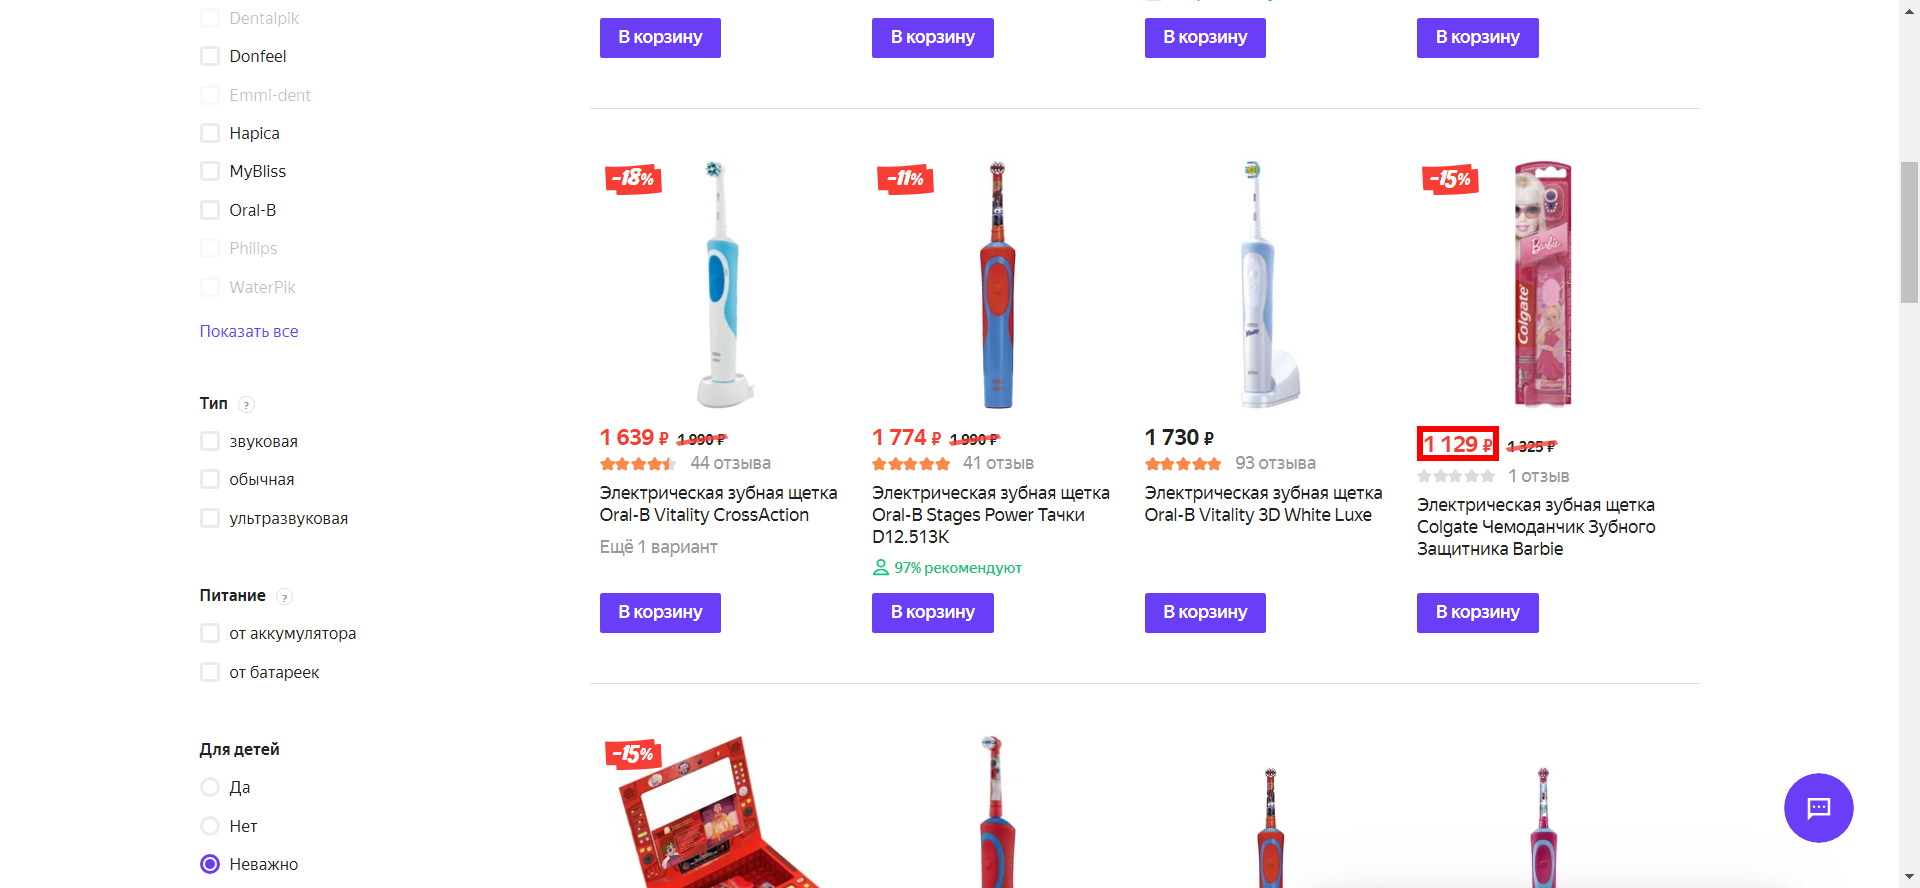 Dentalpik
Donfeel
Emmi-dent
Hapica
MyBliss
Oral-B
Philips
WaterPik
Показать все
Тип ?
звуковая
обычная
ультразвуковая
Питание ?
от аккумулятора
от батареек
Для детей
Да
Нет
Неважно
В корзину
В корзину
В корзину
В корзину
-18%
1 639 ₽ 1 990 ₽
44 отзыва
Электрическая зубная щетка
Oral-B Vitality CrossAction
Ещё 1 вариант
В корзину
-11%
1 774 ₽ 1 990 ₽
41 отзыв
Электрическая зубная щетка
Oral-B Stages Power Тачки
D12.513K
97% рекомендуют
В корзину
1 730 ₽
93 отзыва
Электрическая зубная щетка
Oral-B Vitality 3D White Luxe
В корзину
-15%
Barbie
Colgate
1 129 ₽ 1 325 ₽
1 отзыв
Электрическая зубная щетка
Colgate Чемоданчик Зубного
Защитника Barbie
В корзину
-15%